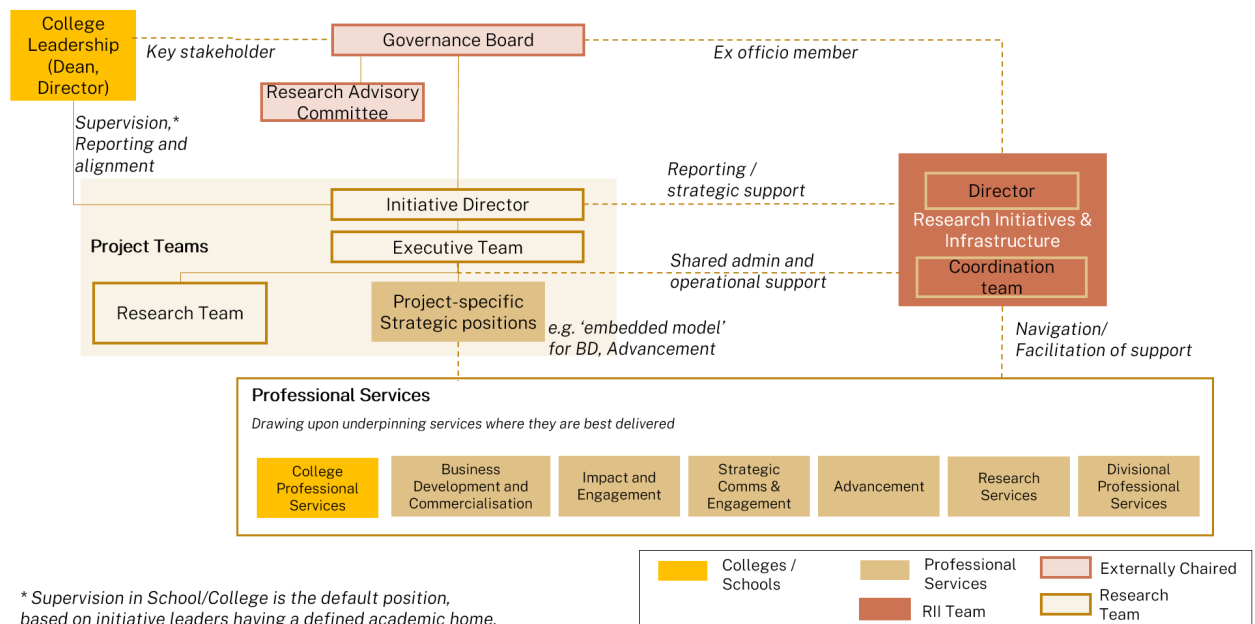 College
Leadership
(Dean,
Director)
Key stakeholder
Governance Board
Ex officio member
Research Advisory
Committee
Supervision,*
Reporting and
alignment
Reporting /
strategic support
Initiative Director
Director
Research Initiatives &
Infrastructure
Project Teams
Executive Team
Shared admin and
operational support
Coordination
team
Research Team
Project-specific
Strategic positions
e.g. ‘embedded model’
for BD, Advancement
Navigation/
Facilitation of support
Professional Services
Drawing upon underpinning services where they are best delivered
College
Professional
Services
Business
Development and
Commercialisation
Impact and
Engagement
Strategic
Comms &
Engagement
Advancement
Research
Services
Divisional
Professional
Services
Colleges /
Schools
Professional
Services
Externally Chaired
RII Team
Research
Team
* Supervision in School/College is the default position,
based on initiative leaders having a defined academic home.